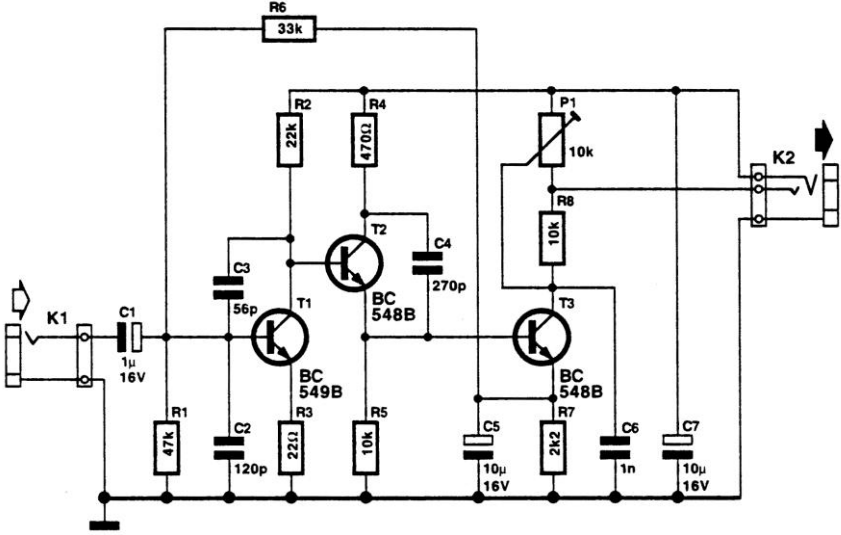 R6
33k
R2
22k
R4
470Ω
P1
10k
K2
R8
10k
T2
C4
270p
BC
548B
C3
56p
T1
T3
K1
C1
1µ
16V
BC
549B
BC
548B
R1
47k
C2
120p
R3
22Ω
R5
10k
C5
10µ
16V
R7
2k2
C6
1n
C7
10µ
16V